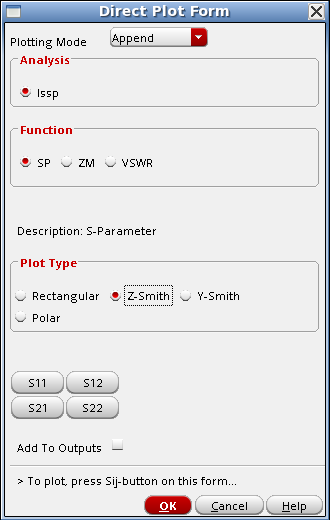 Direct Plot Form
Plotting Mode Append
Analysis
lssp
Function
SP ZM VSWR
Description: S-Parameter
Plot Type
Rectangular Z-Smith Y-Smith
Polar
S11 S12
S21 S22
Add To Outputs
> To plot, press Sij-button on this form...
OK Cancel Help